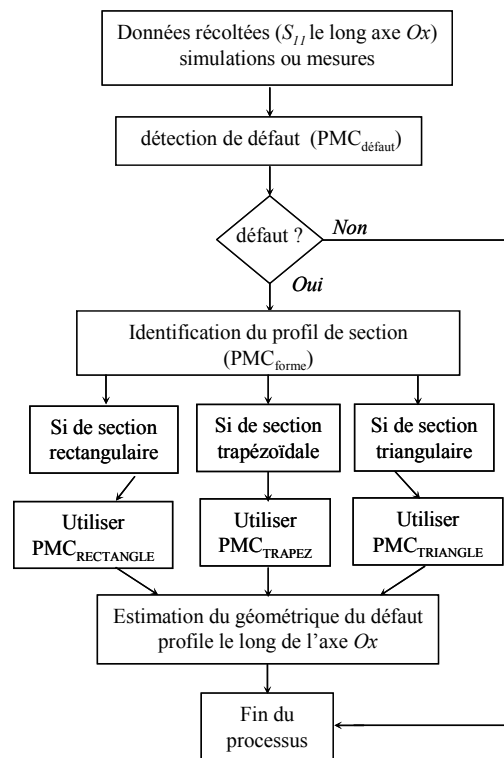 Données récoltées (S11 le long axe Ox)
simulations ou mesures
détection de défaut (PMCdéfaut)
défaut ?
Non
Oui
Identification du profil de section
(PMCforme)
Si de section
rectangulaire
Si de section
trapézoïdale
Si de section
triangulaire
Utiliser
PMCRECTANGLE
Utiliser
PMCTRAPEZ
Utiliser
PMCTRIANGLE
Estimation du géométrique du défaut
profile le long de l'axe Ox
Fin du
processus